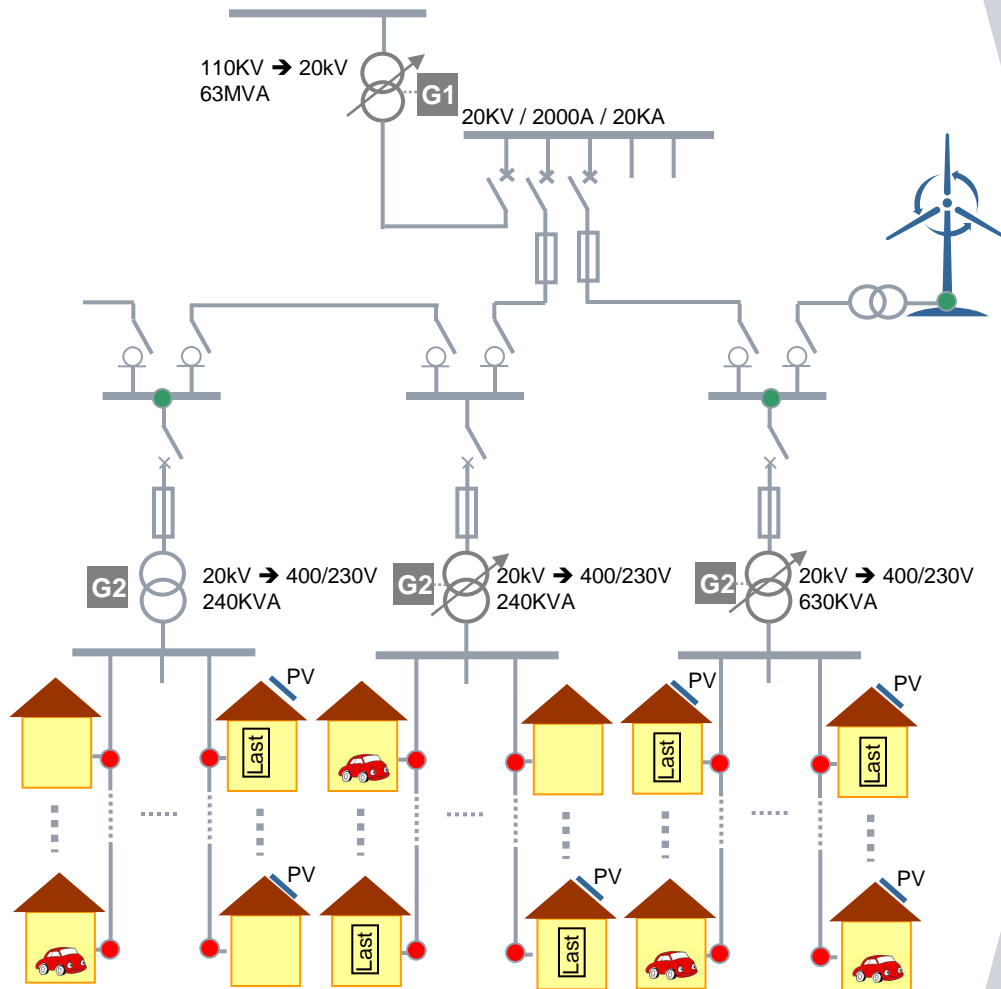 110KV ➔ 20kV
63MVA
G1
20KV / 2000A / 20KA
G2
20kV ➔ 400/230V
240KVA
G2
20kV ➔ 400/230V
240KVA
G2
20kV ➔ 400/230V
630KVA
PV
Last
PV
Last
PV
Last
PV
Last
PV
Last
PV